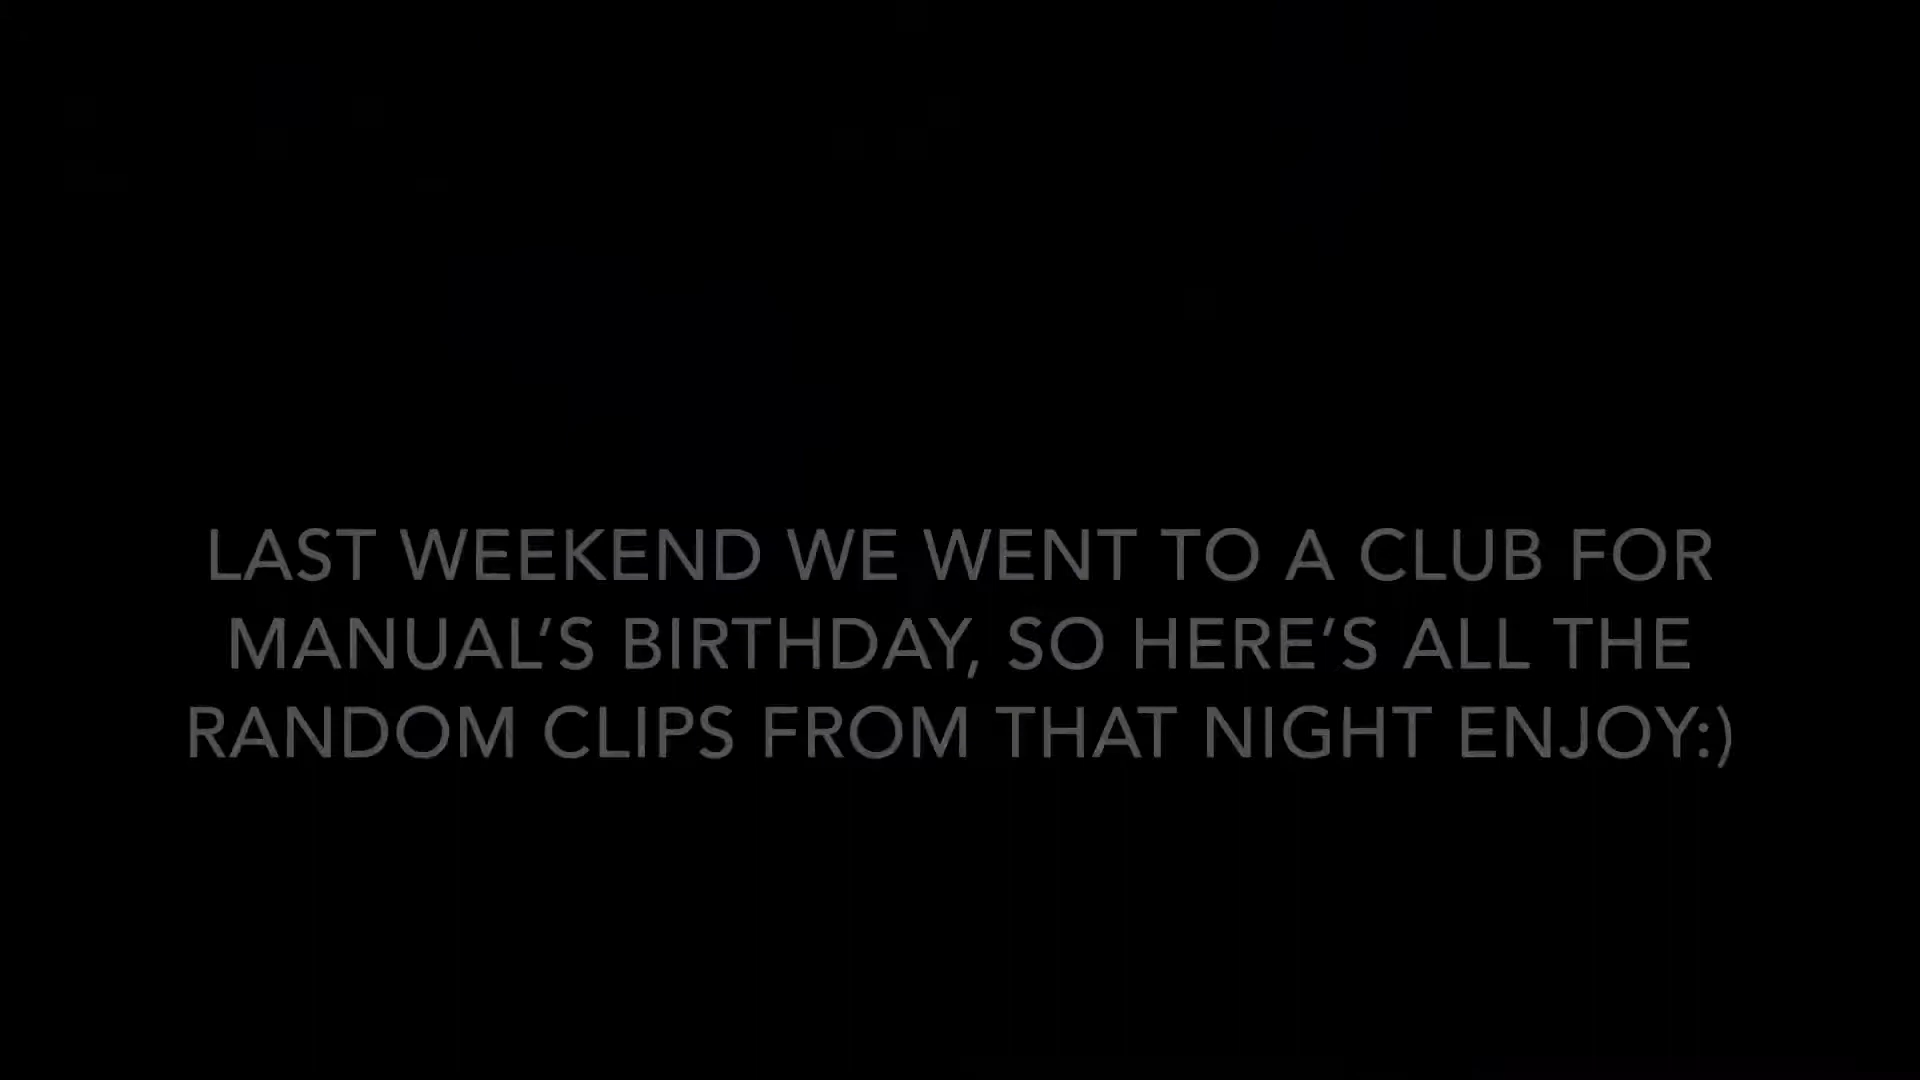 LAST WEEKEND WE WENT TO A CLUB FOR
MANUAL’S BIRTHDAY, SO HERE’S ALL THE
RANDOM CLIPS FROM THAT NIGHT ENJOY:)